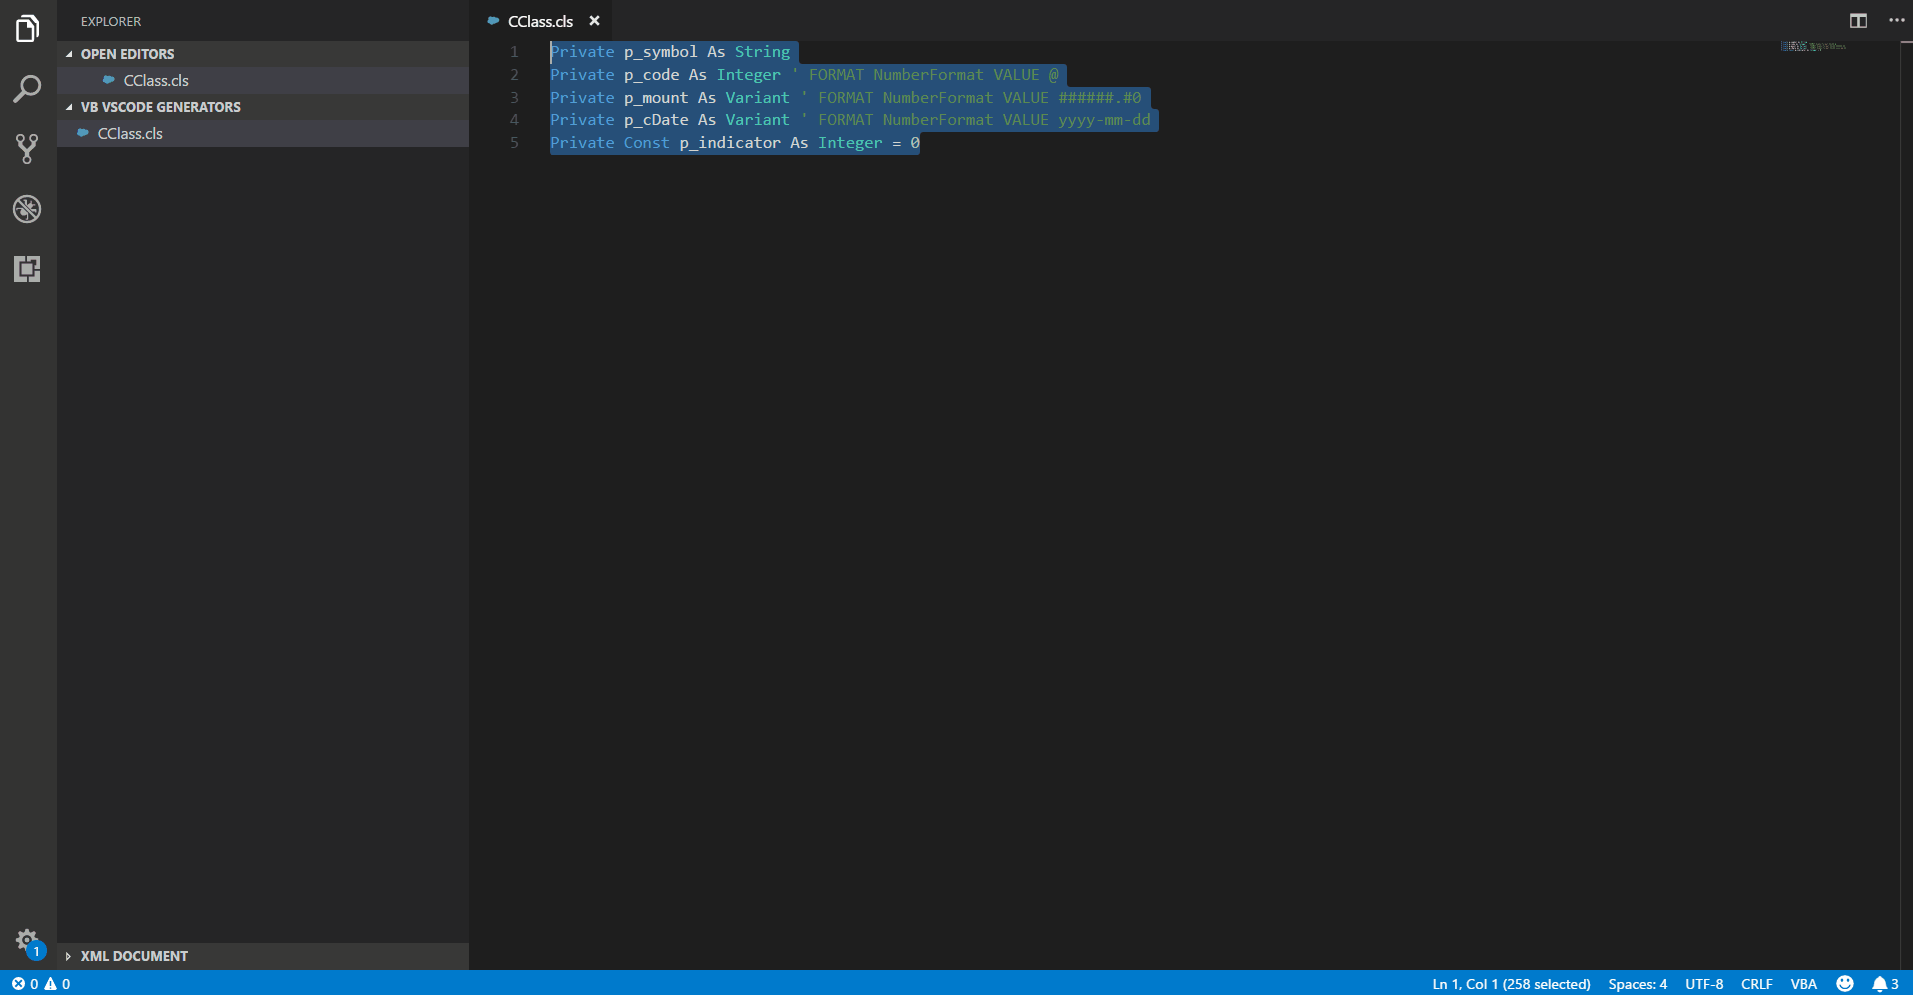 EXPLORER
OPEN EDITORS
CClass.cls
VB VSCODE GENERATORS
CClass.cls
XML DOCUMENT
1
CClass.cls
1 Private p_symbol As String
2 Private p_code As Integer ' FORMAT NumberFormat VALUE @
3 Private p_mount As Variant ' FORMAT NumberFormat VALUE ######.#0
4 Private p_cDate As Variant ' FORMAT NumberFormat VALUE yyyy-mm-dd
5 Private Const p_indicator As Integer = 0
0 0 Ln 1, Col 1 (258 selected) Spaces: 4 UTF-8 CRLF VBA 3